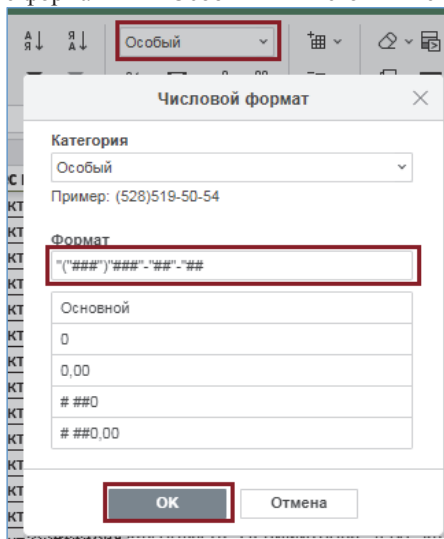 Особый
Числовой формат
Категория
Особый
Пример: (528)519-50-54
Формат
"("###")"###"-"##"-"##
Основной
0
0,00
# ##0
# ##0,00
ОК
Отмена